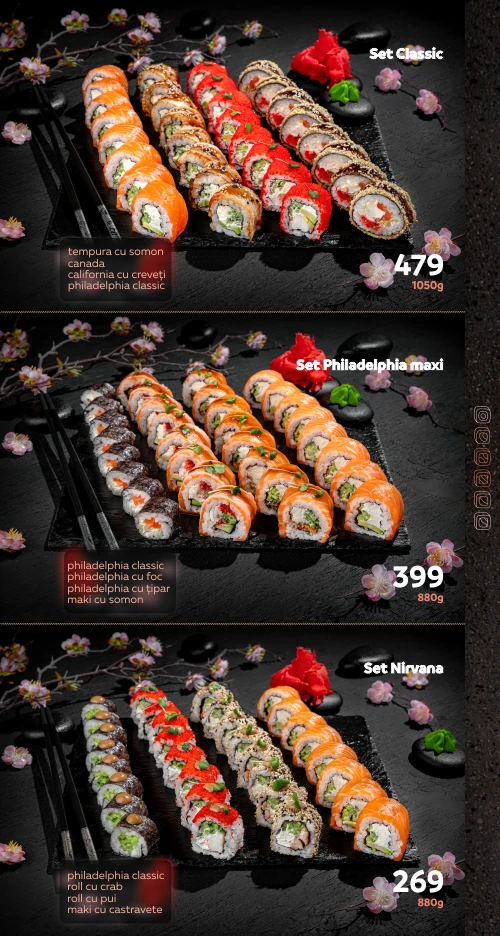 Set Classic
tempura cu somon
canada
california cu creveți
philadelphia classic
479
1050g
Set Philadelphia maxi
philadelphia classic
philadelphia cu foc
philadelphia cu țipar
maki cu somon
399
880g
Set Nirvana
philadelphia classic
roll cu crab
roll cu pui
maki cu castravete
269
880g